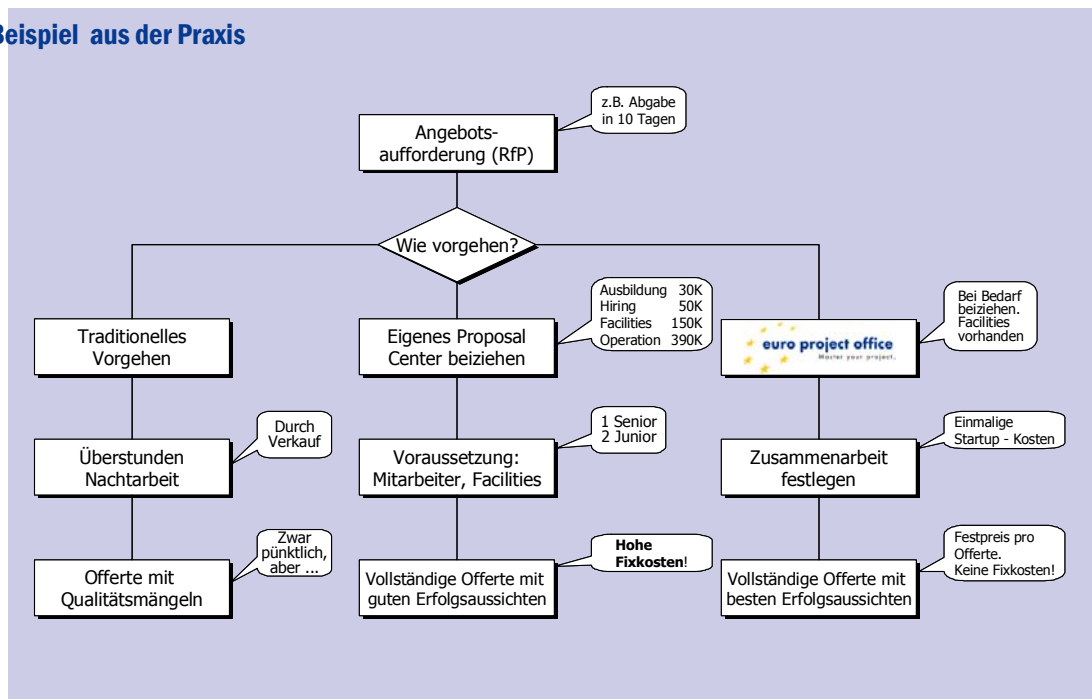 Beispiel aus der Praxis
z.B. Abgabe
in 10 Tagen
Angebots-
aufforderung (RfP)
Wie vorgehen?
Traditionelles
Vorgehen
Ausbildung 30K
Hiring 50K
Facilities 150K
Operation 390K
Eigenes Proposal
Center beiziehen
Bei Bedarf
beiziehen.
Facilities
vorhanden
euro project office
Master your project.
Durch
Verkauf
Überstunden
Nachtarbeit
1 Senior
2 Junior
Voraussetzung:
Mitarbeiter, Facilities
Einmalige
Startup - Kosten
Zusammenarbeit
festlegen
Zwar
pünktlich,
aber ...
Offerte mit
Qualitätsmängeln
Hohe
Fixkosten!
Vollständige Offerte mit
guten Erfolgsaussichten
Festpreis pro
Offerte.
Keine Fixkosten!
Vollständige Offerte mit
besten Erfolgsaussichten